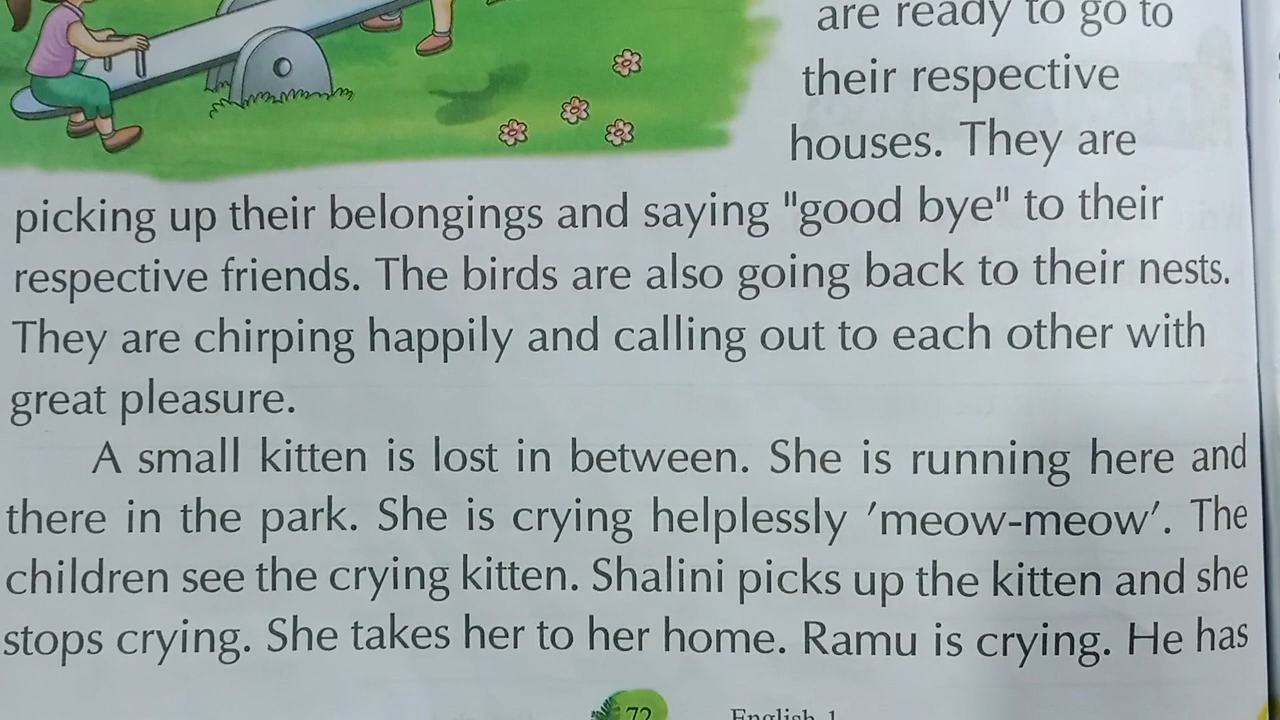 are ready to go to
their respective
houses. They are
picking up their belongings and saying "good bye" to their
respective friends. The birds are also going back to their nests.
They are chirping happily and calling out to each other with
great pleasure.
A small kitten is lost in between. She is running here and
there in the park. She is crying helplessly 'meow-meow'. The
children see the crying kitten. Shalini picks up the kitten and she
stops crying. She takes her to her home. Ramu is crying. He has
72 English 1